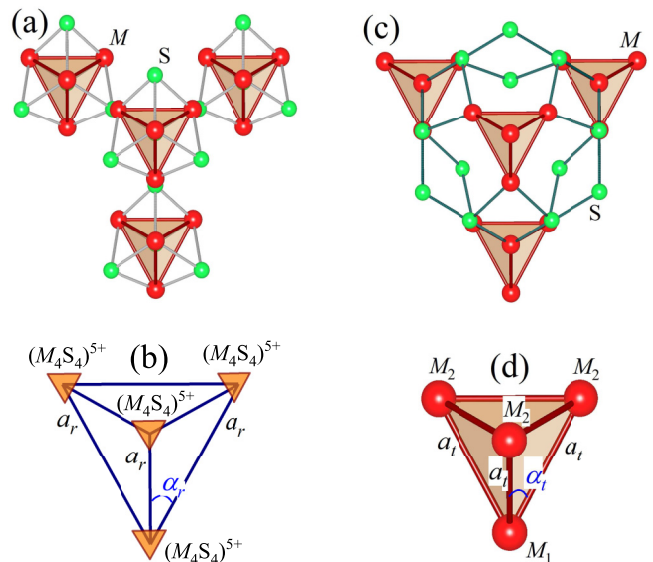 (a)
M
S
(c)
M
S
(b)
(M₄S₄)⁵⁺
(M₄S₄)⁵⁺
(M₄S₄)⁵⁺
aᵣ
aᵣ
aᵣ
αᵣ
(M₄S₄)⁵⁺
(d)
M₂
M₂
M₂
aₜ
aₜ
aₜ
αₜ
M₁